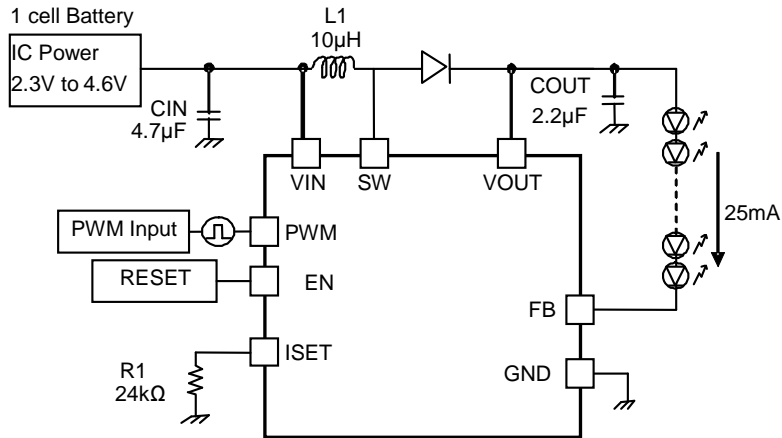 1 cell Battery
IC Power
2.3V to 4.6V
L1
10µH
CIN
4.7µF
COUT
2.2µF
VIN
SW
VOUT
25mA
PWM Input
PWM
RESET
EN
FB
ISET
R1
24kΩ
GND